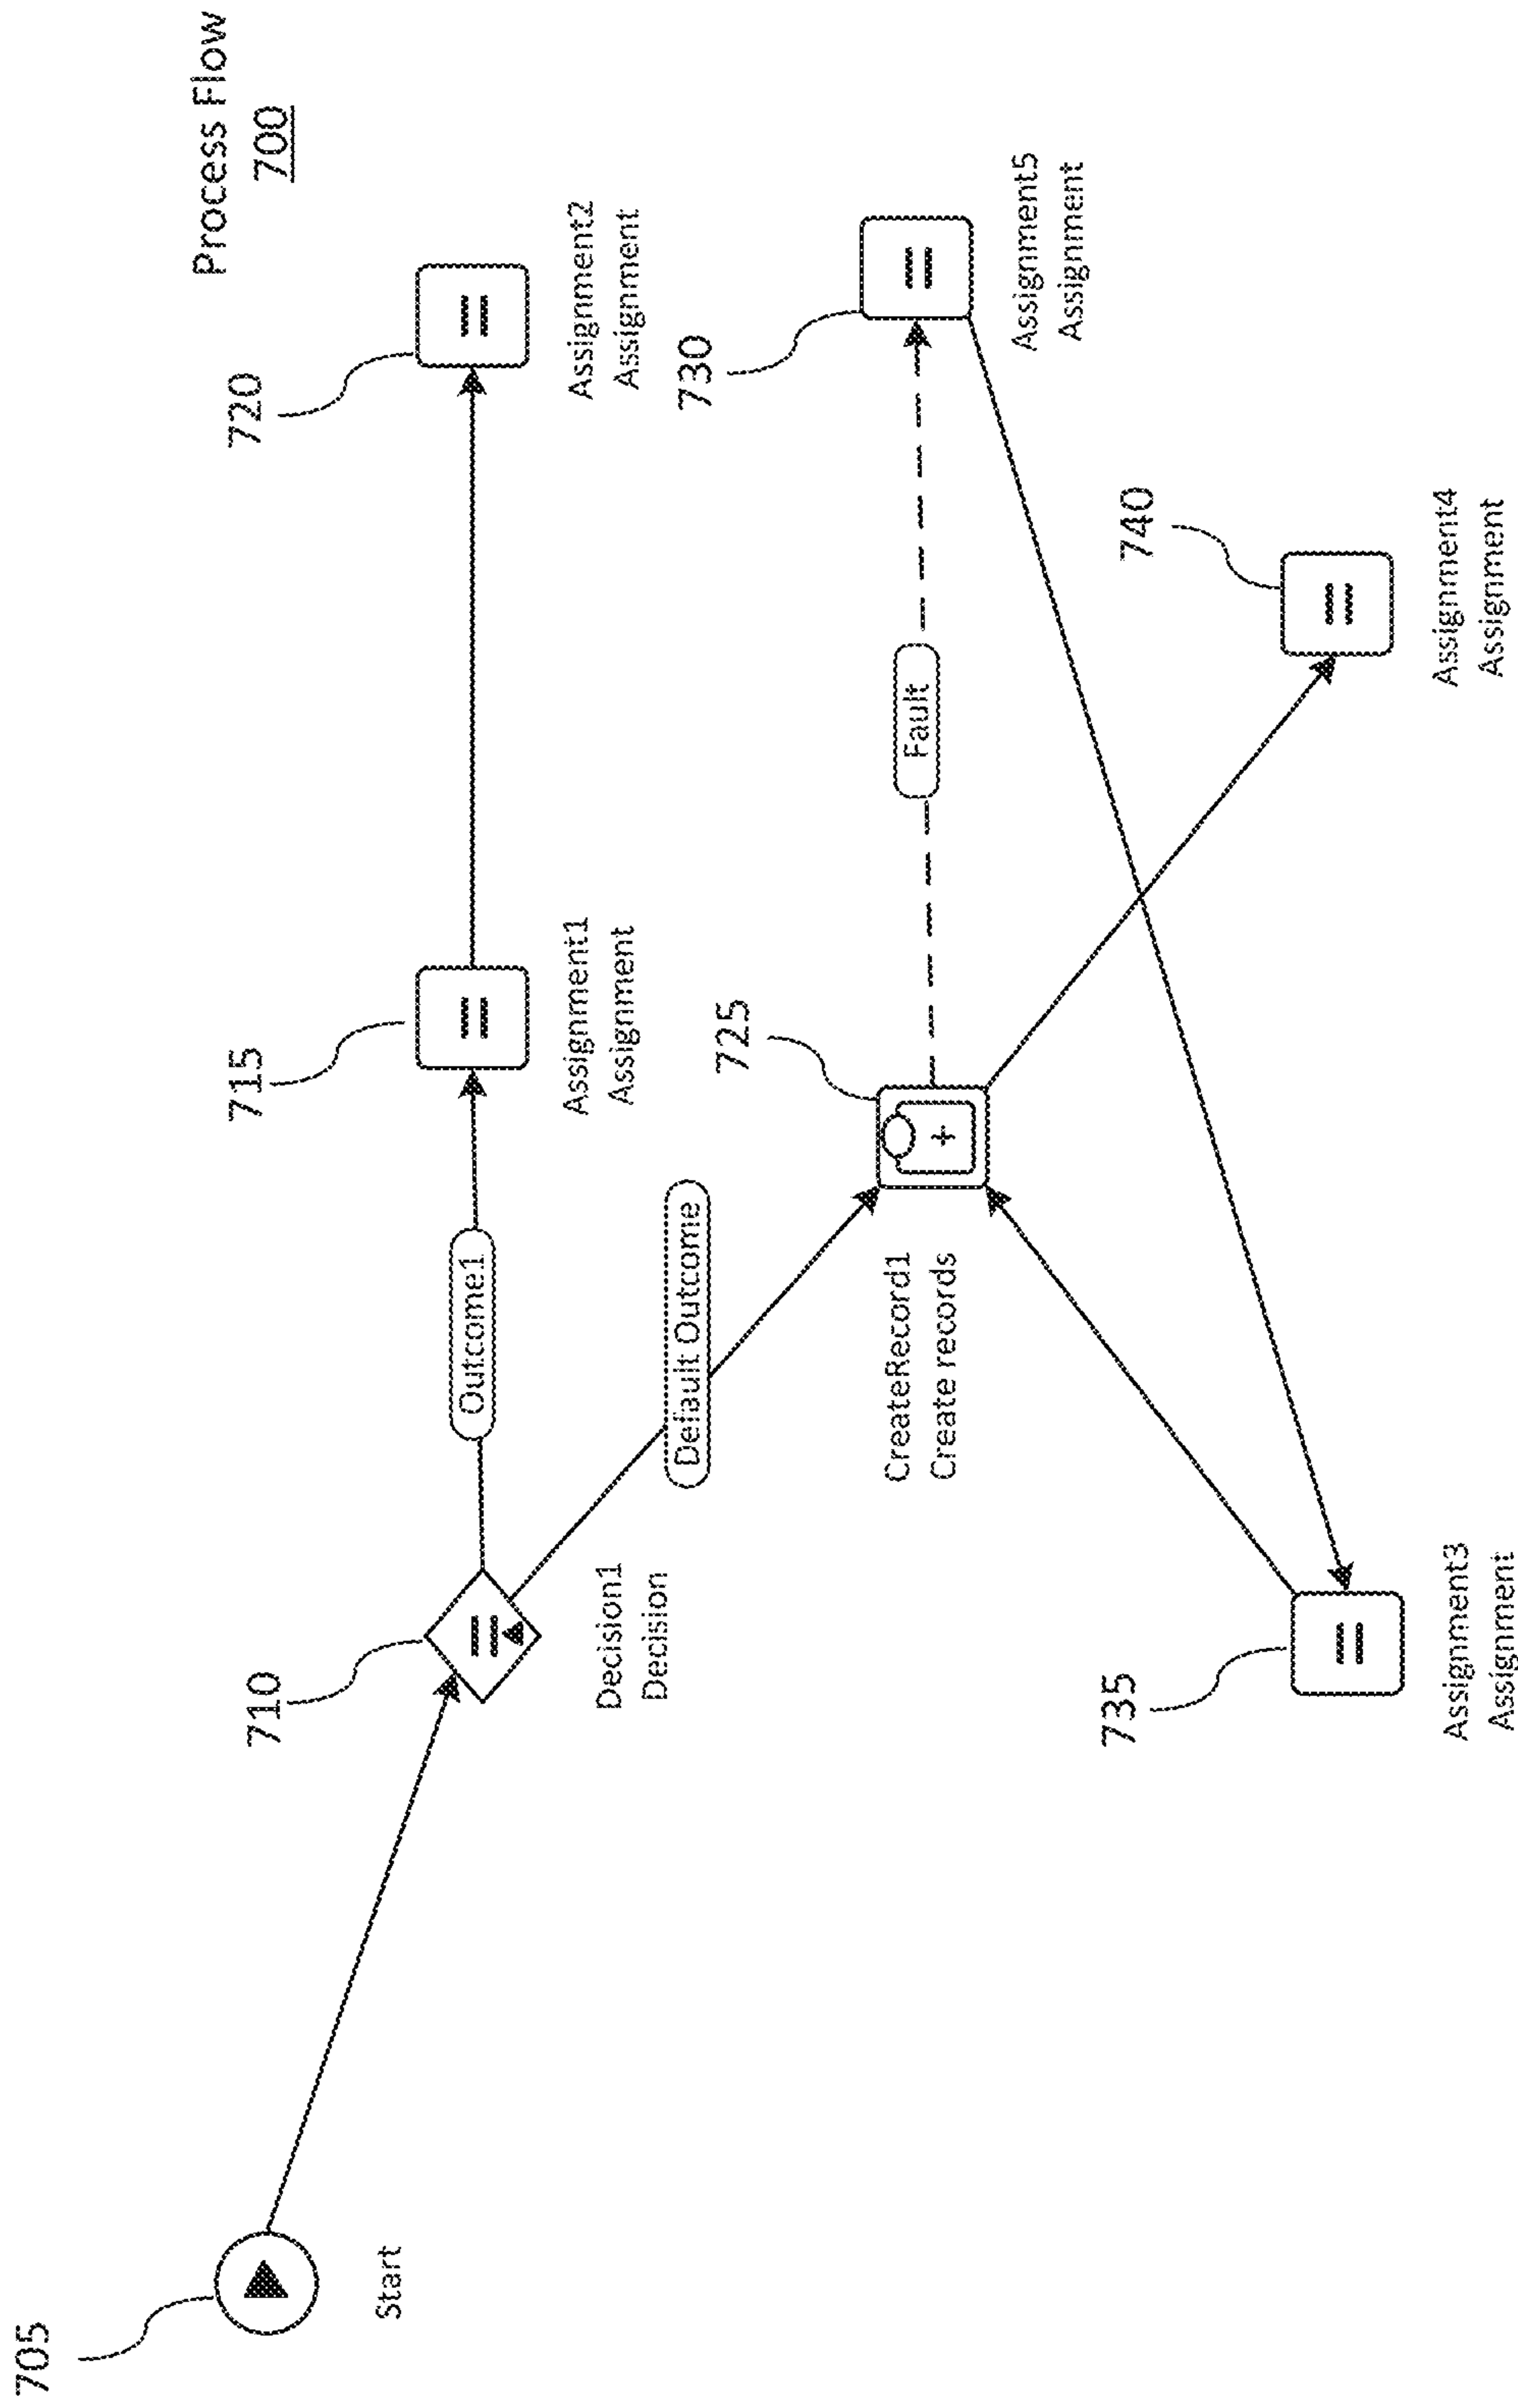 Process Flow
700
705
Start
710
Decision1
Decision
Outcome1
715
Assignment1
Assignment
720
Assignment2
Assignment
Default Outcome
725
CreateRecord1
Create records
Fault
730
Assignment5
Assignment
735
Assignment3
Assignment
740
Assignment4
Assignment